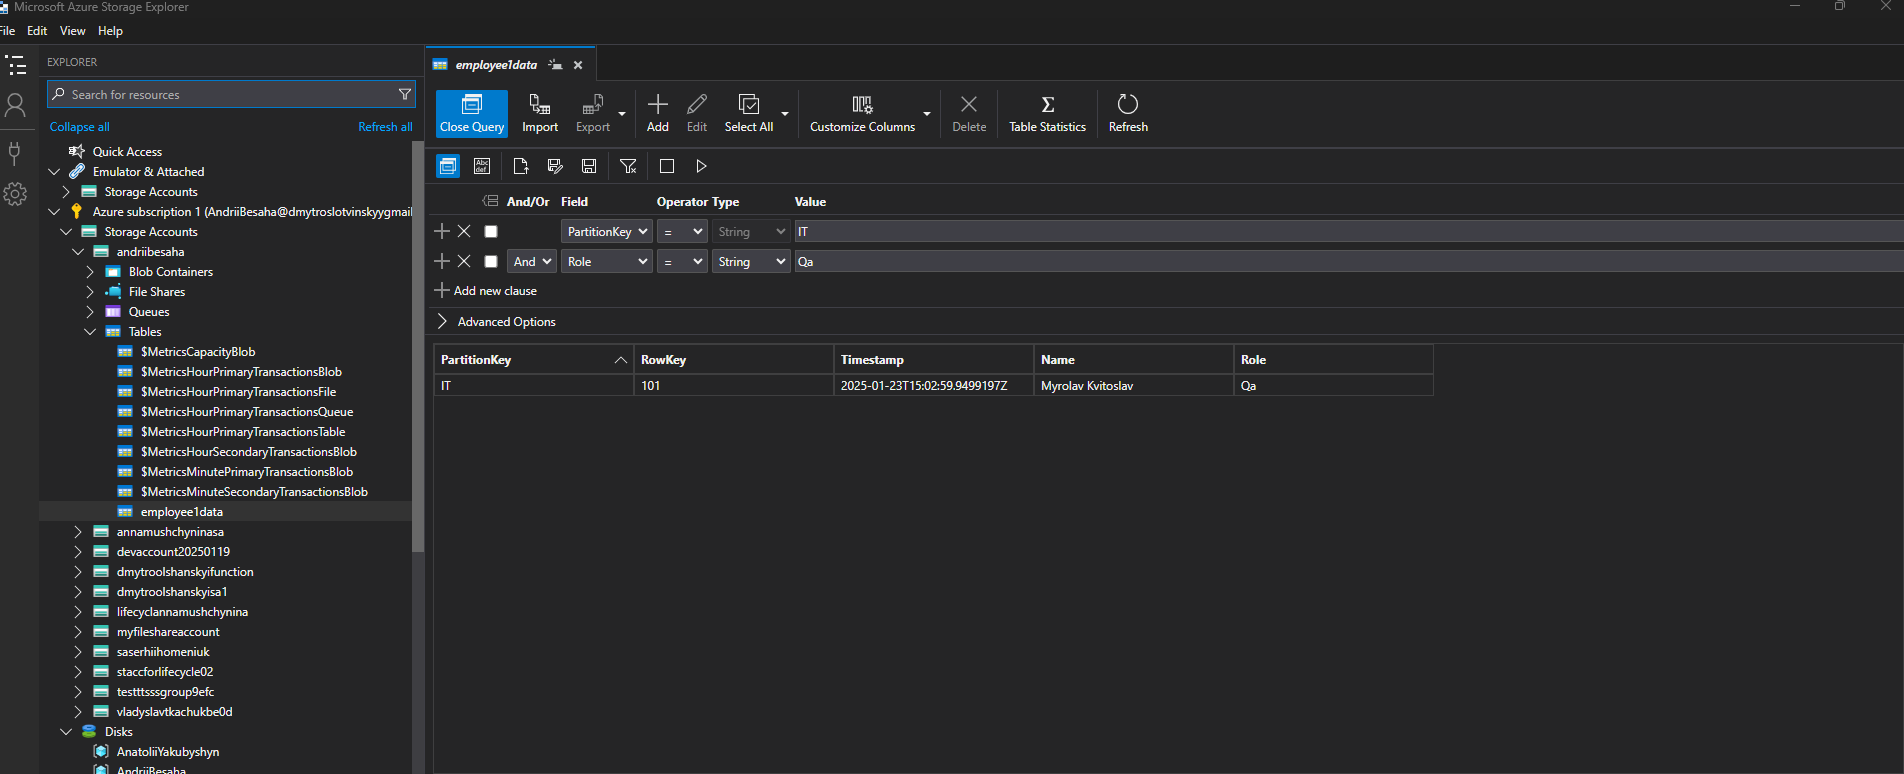 Microsoft Azure Storage Explorer
File Edit View Help
EXPLORER
Search for resources
Collapse all Refresh all
Quick Access
Emulator & Attached
Storage Accounts
Azure subscription 1 (AndriiBesaha@dmytroslotvinskyygmail
Storage Accounts
andriibesaha
Blob Containers
File Shares
Queues
Tables
$MetricsCapacityBlob
$MetricsHourPrimaryTransactionsBlob
$MetricsHourPrimaryTransactionsFile
$MetricsHourPrimaryTransactionsQueue
$MetricsHourPrimaryTransactionsTable
$MetricsHourSecondaryTransactionsBlob
$MetricsMinutePrimaryTransactionsBlob
$MetricsMinuteSecondaryTransactionsBlob
employee1data
annamushchyninasa
devaccount20250119
dmytroolshanskyifunction
dmytroolshanskyisa1
lifecyclannamushchynina
myfileshareaccount
saserhiihomeniuk
staccforlifecycle02
testttsssgroup9efc
vladyslavtkachukbe0d
Disks
AnatoliiYakubyshyn
AndriiBesaha
employee1data
Close Query Import Export Add Edit Select All Customize Columns Delete Table Statistics Refresh
Abc
def
And/Or Field Operator Type Value
PartitionKey = String IT
And Role = String Qa
Add new clause
Advanced Options
PartitionKey RowKey Timestamp Name Role
IT 101 2025-01-23T15:02:59.9499197Z Myrolav Kvitoslav Qa